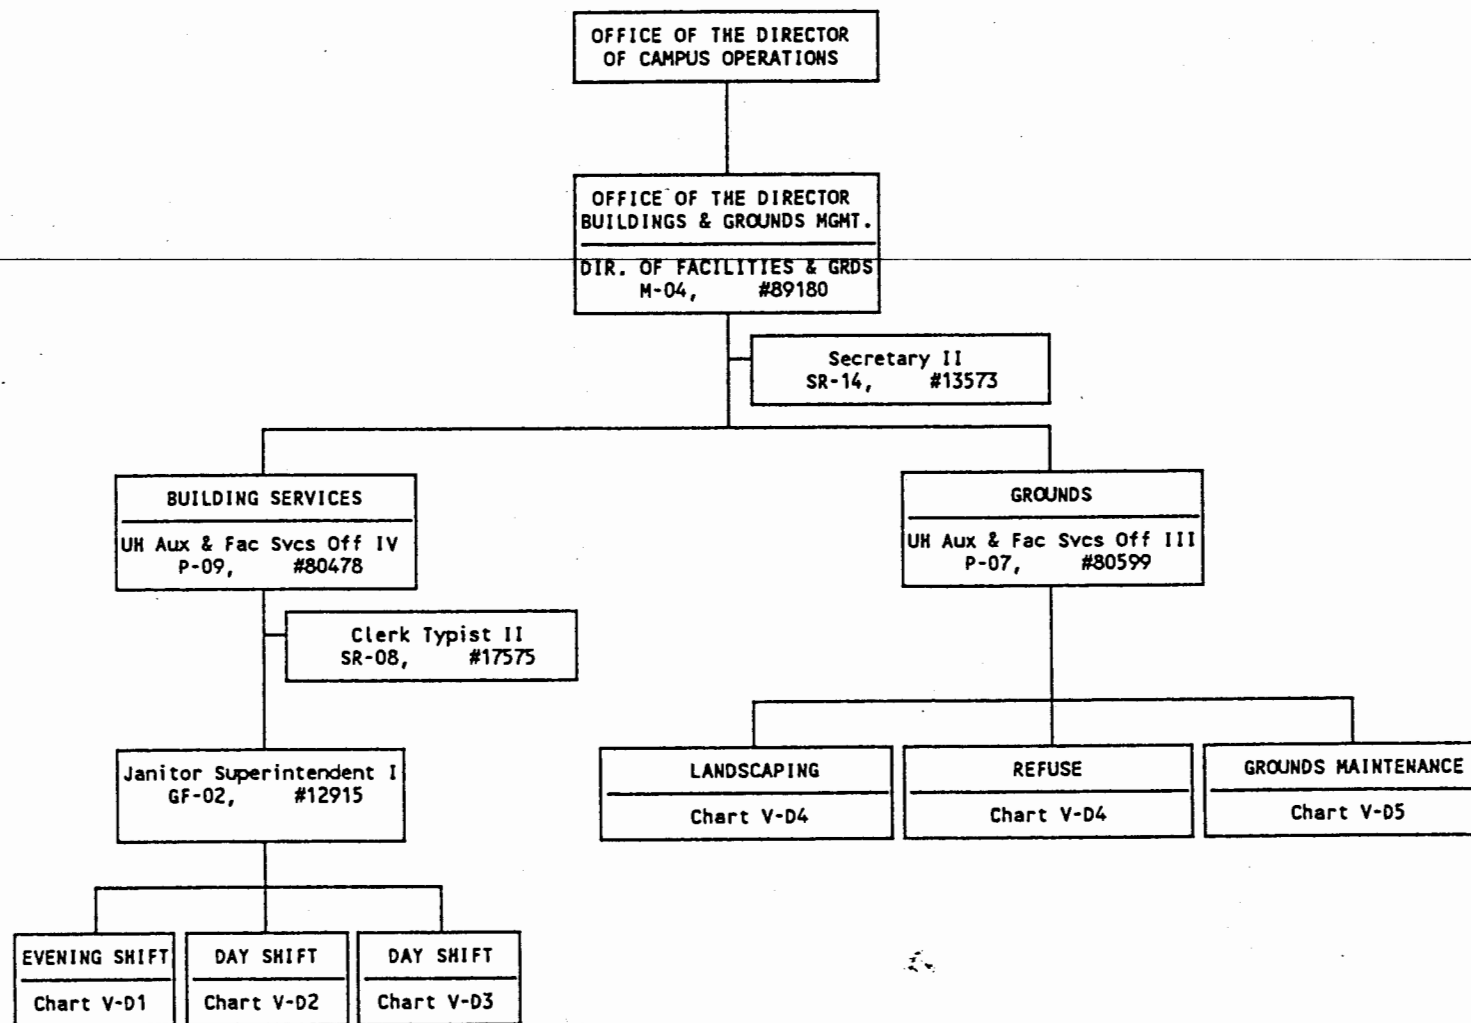 OFFICE OF THE DIRECTOR
OF CAMPUS OPERATIONS
OFFICE OF THE DIRECTOR
BUILDINGS & GROUNDS MGMT.
DIR. OF FACILITIES & GRDS
M-04, #89180
Secretary II
SR-14, #13573
BUILDING SERVICES
UH Aux & Fac Svcs Off IV
P-09, #80478
GROUNDS
UH Aux & Fac Svcs Off III
P-07, #80599
Clerk Typist II
SR-08, #17575
Janitor Superintendent I
GF-02, #12915
LANDSCAPING
Chart V-D4
REFUSE
Chart V-D4
GROUNDS MAINTENANCE
Chart V-D5
EVENING SHIFT
Chart V-D1
DAY SHIFT
Chart V-D2
DAY SHIFT
Chart V-D3